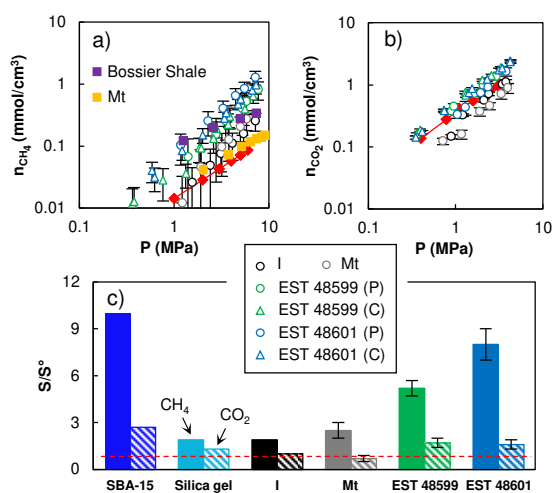 a)
Bossier Shale
Mt
n_CH₄ (mmol/cm³)
10
1
0.1
0.01
0.1 1 10
P (MPa)
b)
n_CO₂ (mmol/cm³)
10
1
0.1
0.01
0.1 1 10
P (MPa)
I Mt
EST 48599 (P)
EST 48599 (C)
EST 48601 (P)
EST 48601 (C)
c)
S/S°
12
9
6
3
0
CH₄
CO₂
SBA-15 Silica gel I Mt EST 48599 EST 48601